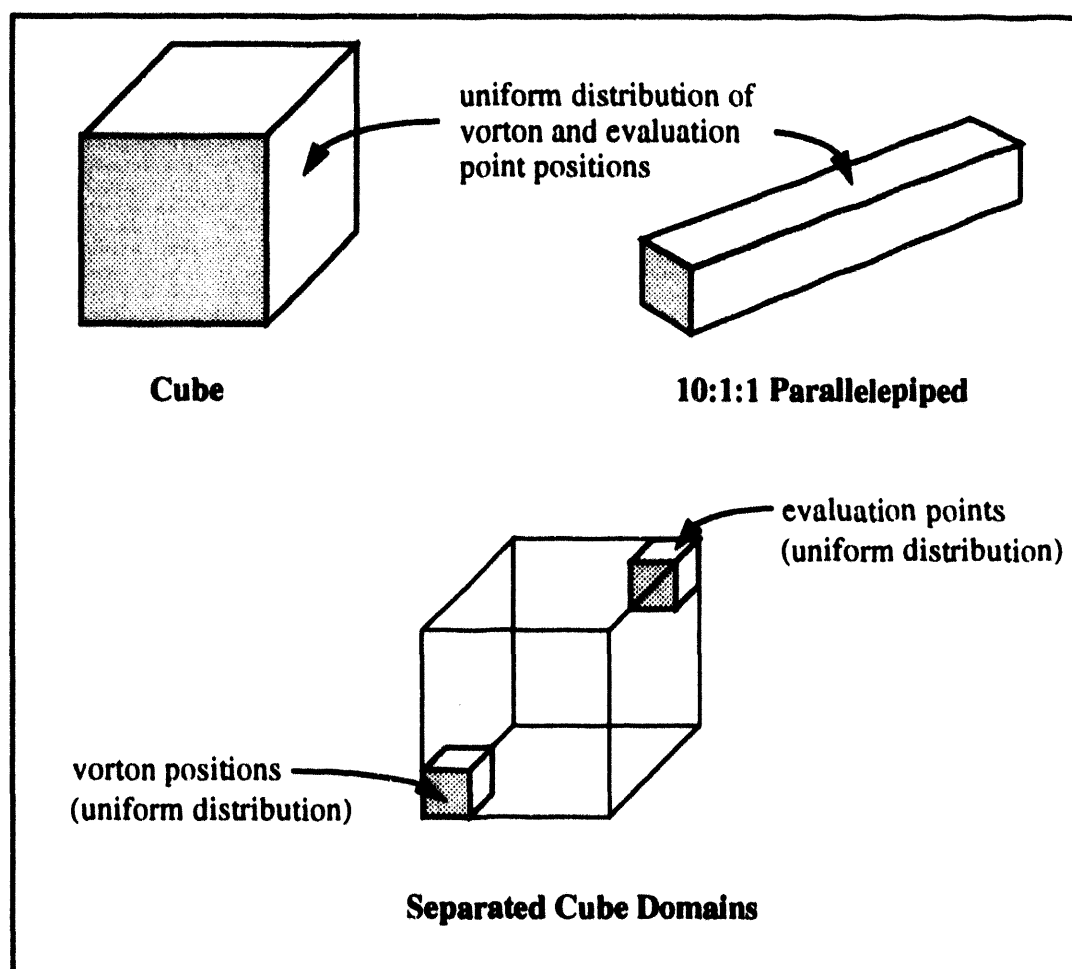 uniform distribution of
vorton and evaluation
point positions
Cube
10:1:1 Parallelepiped
evaluation points
(uniform distribution)
vorton positions
(uniform distribution)
Separated Cube Domains